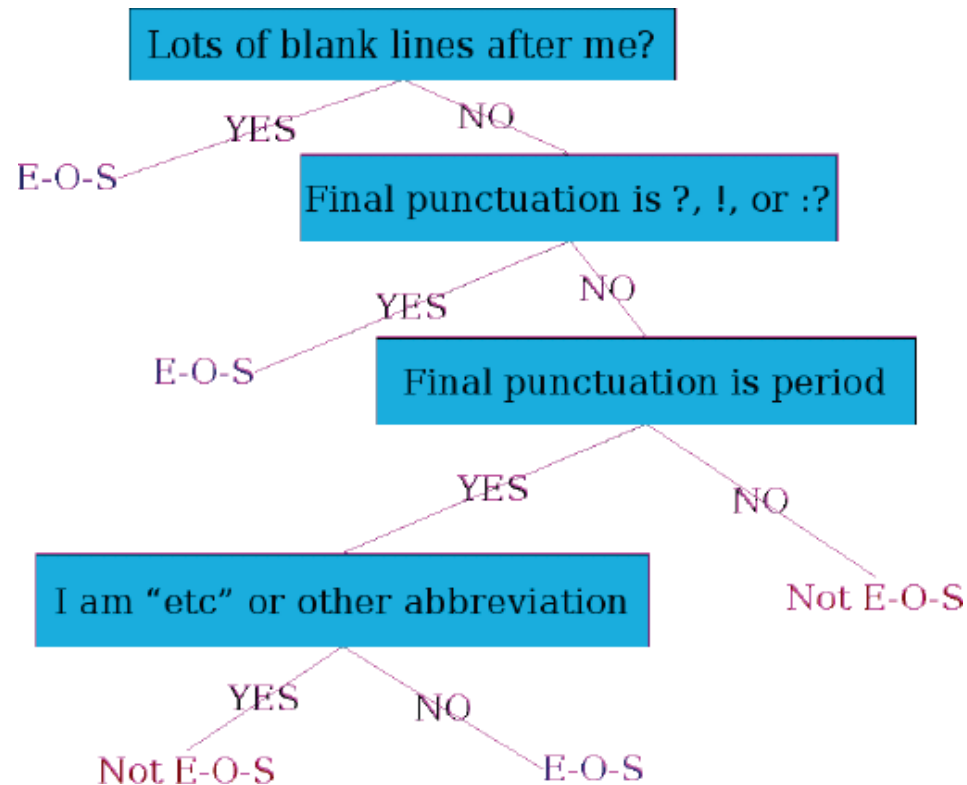 Lots of blank lines after me?
YES
NO
E-O-S
Final punctuation is ?, !, or :?
YES
NO
E-O-S
Final punctuation is period
YES
NO
I am “etc” or other abbreviation
Not E-O-S
YES
NO
Not E-O-S
E-O-S